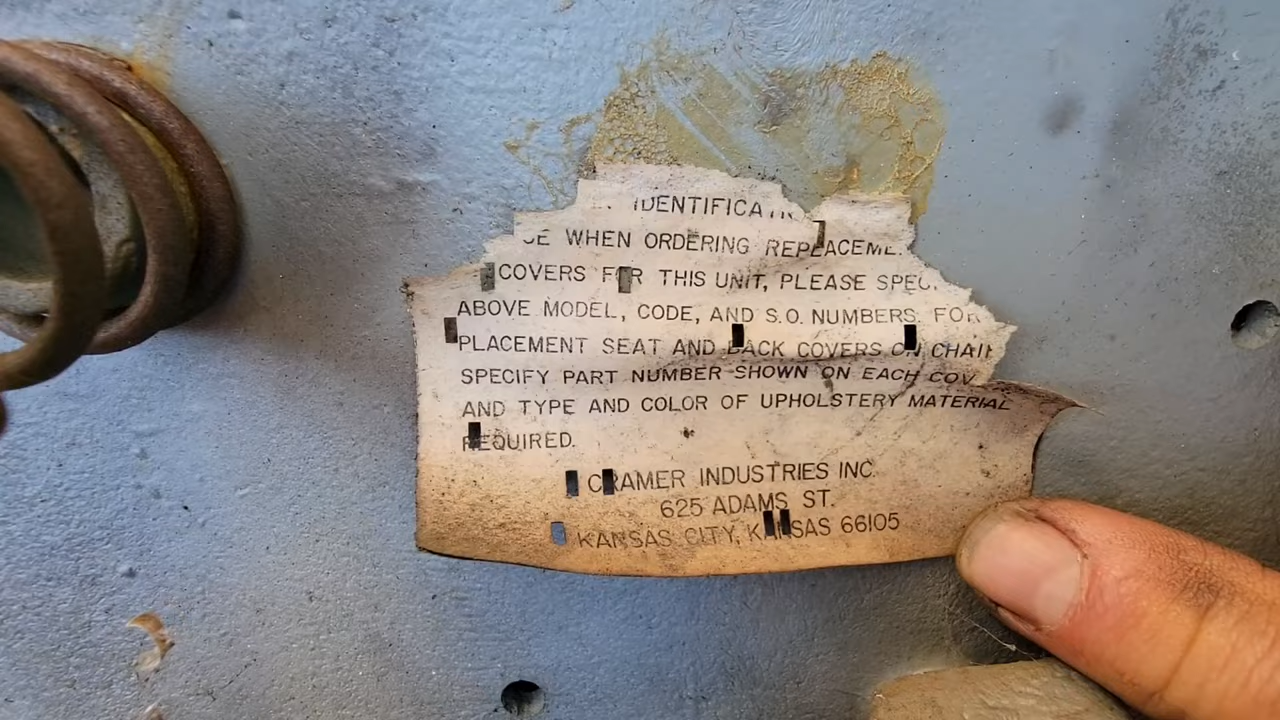 IDENTIFICATI
WHEN ORDERING REPLACEME
COVERS FOR THIS UNIT, PLEASE SPEC
ABOVE MODEL, CODE, AND S.O. NUMBERS. FOR
PLACEMENT SEAT AND BACK COVERS ON CHAI
SPECIFY PART NUMBER SHOWN ON EACH COV
AND TYPE AND COLOR OF UPHOLSTERY MATERIAL
REQUIRED.
CRAMER INDUSTRIES INC.
625 ADAMS ST.
KANSAS CITY, KANSAS 66105